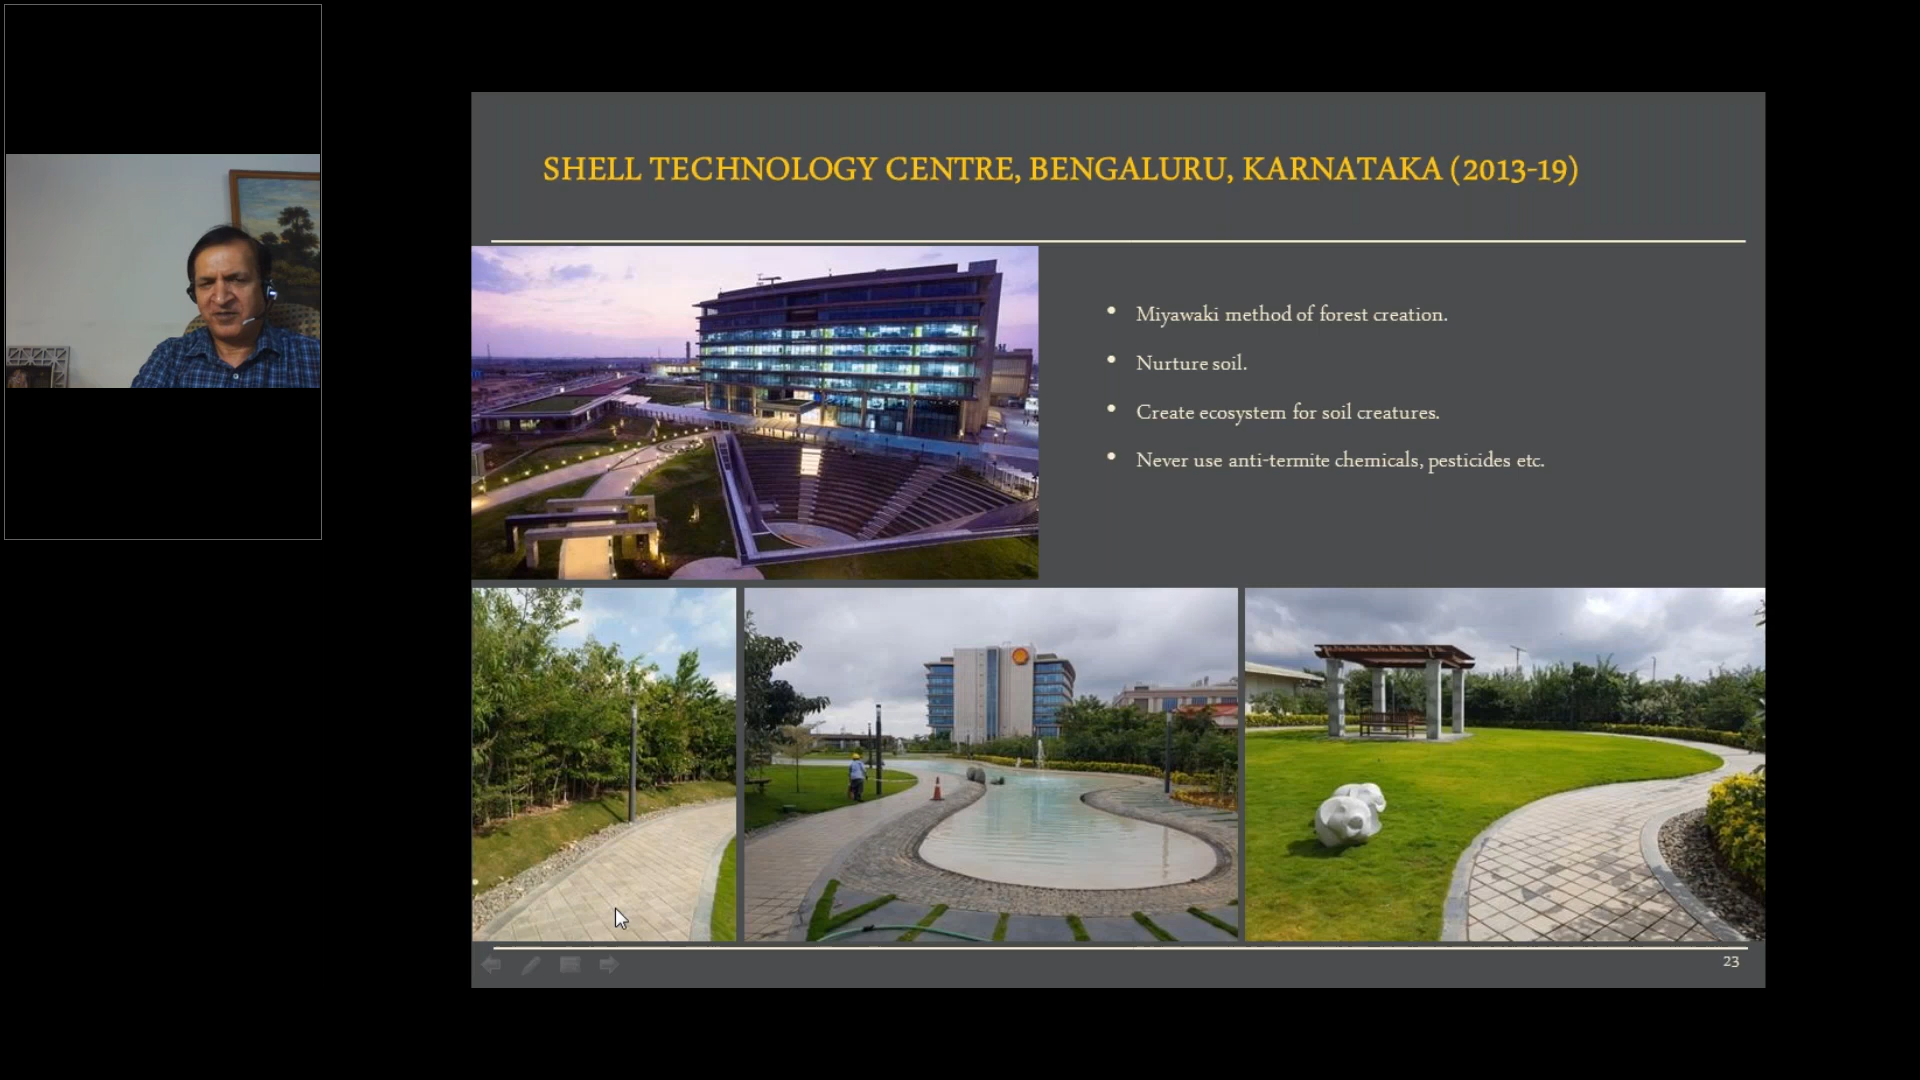 SHELL TECHNOLOGY CENTRE, BENGALURU, KARNATAKA (2013-19)
• Miyawaki method of forest creation.
• Nurture soil.
• Create ecosystem for soil creatures.
• Never use anti-termite chemicals, pesticides etc.
23